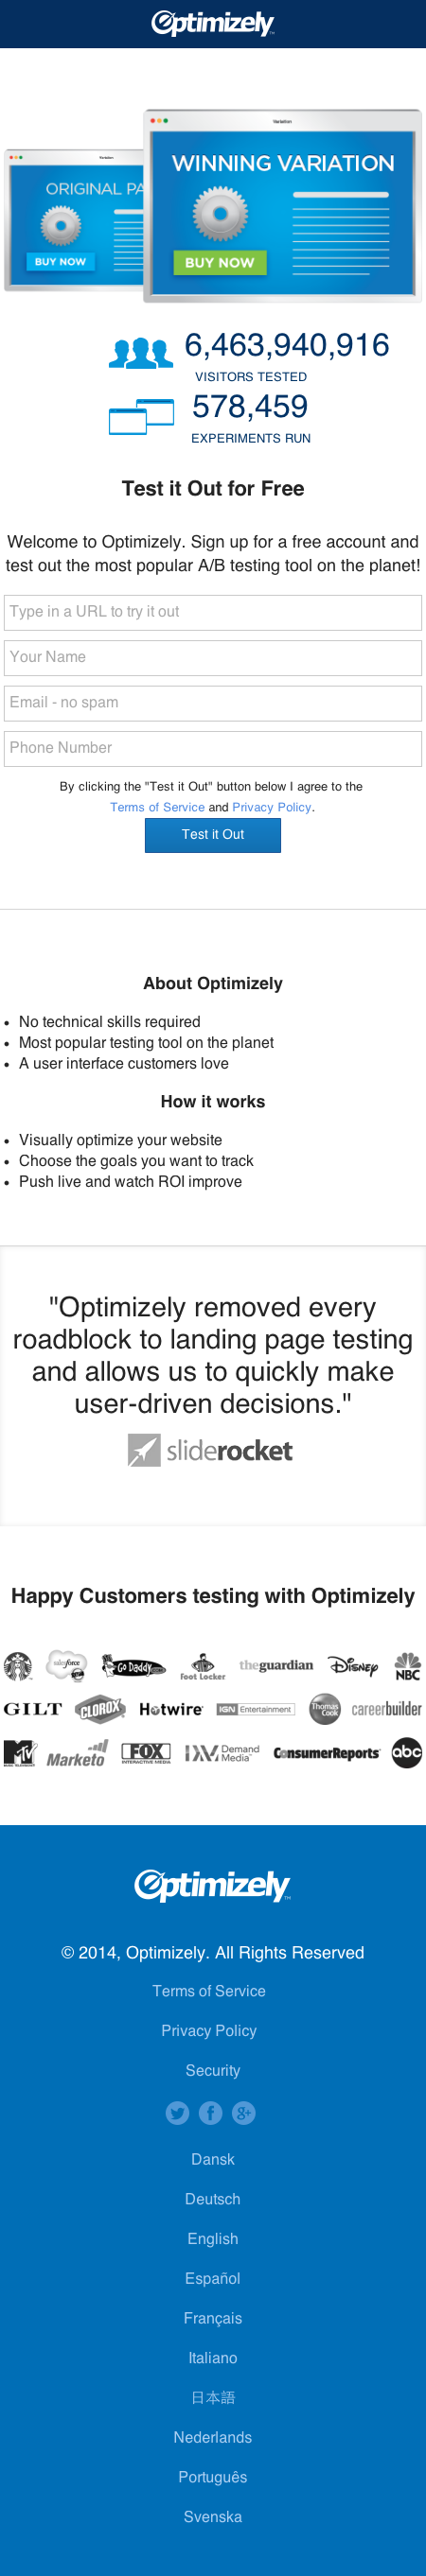 Optimizely
Variation
Variation
ORIGINAL PA
WINNING VARIATION
BUY NOW
BUY NOW
6,463,940,916
VISITORS TESTED
578,459
EXPERIMENTS RUN
Test it Out for Free
Welcome to Optimizely. Sign up for a free account and
test out the most popular A/B testing tool on the planet!
Type in a URL to try it out
Your Name
Email - no spam
Phone Number
By clicking the "Test it Out" button below I agree to the
Terms of Service and Privacy Policy.
Test it Out
About Optimizely
• No technical skills required
• Most popular testing tool on the planet
• A user interface customers love
How it works
• Visually optimize your website
• Choose the goals you want to track
• Push live and watch ROI improve
"Optimizely removed every
roadblock to landing page testing
and allows us to quickly make
user-driven decisions."
sliderocket
Happy Customers testing with Optimizely
salesforce Go Daddy Foot Locker theguardian Disney NBC
GILT CLOROX Hotwire IGN Entertainment Thomas Cook careerbuilder
MTV MUSIC TELEVISION Marketo FOX INTERACTIVE MEDIA Demand Media ConsumerReports abc
Optimizely
© 2014, Optimizely. All Rights Reserved
Terms of Service
Privacy Policy
Security
Dansk
Deutsch
English
Español
Français
Italiano
日本語
Nederlands
Português
Svenska